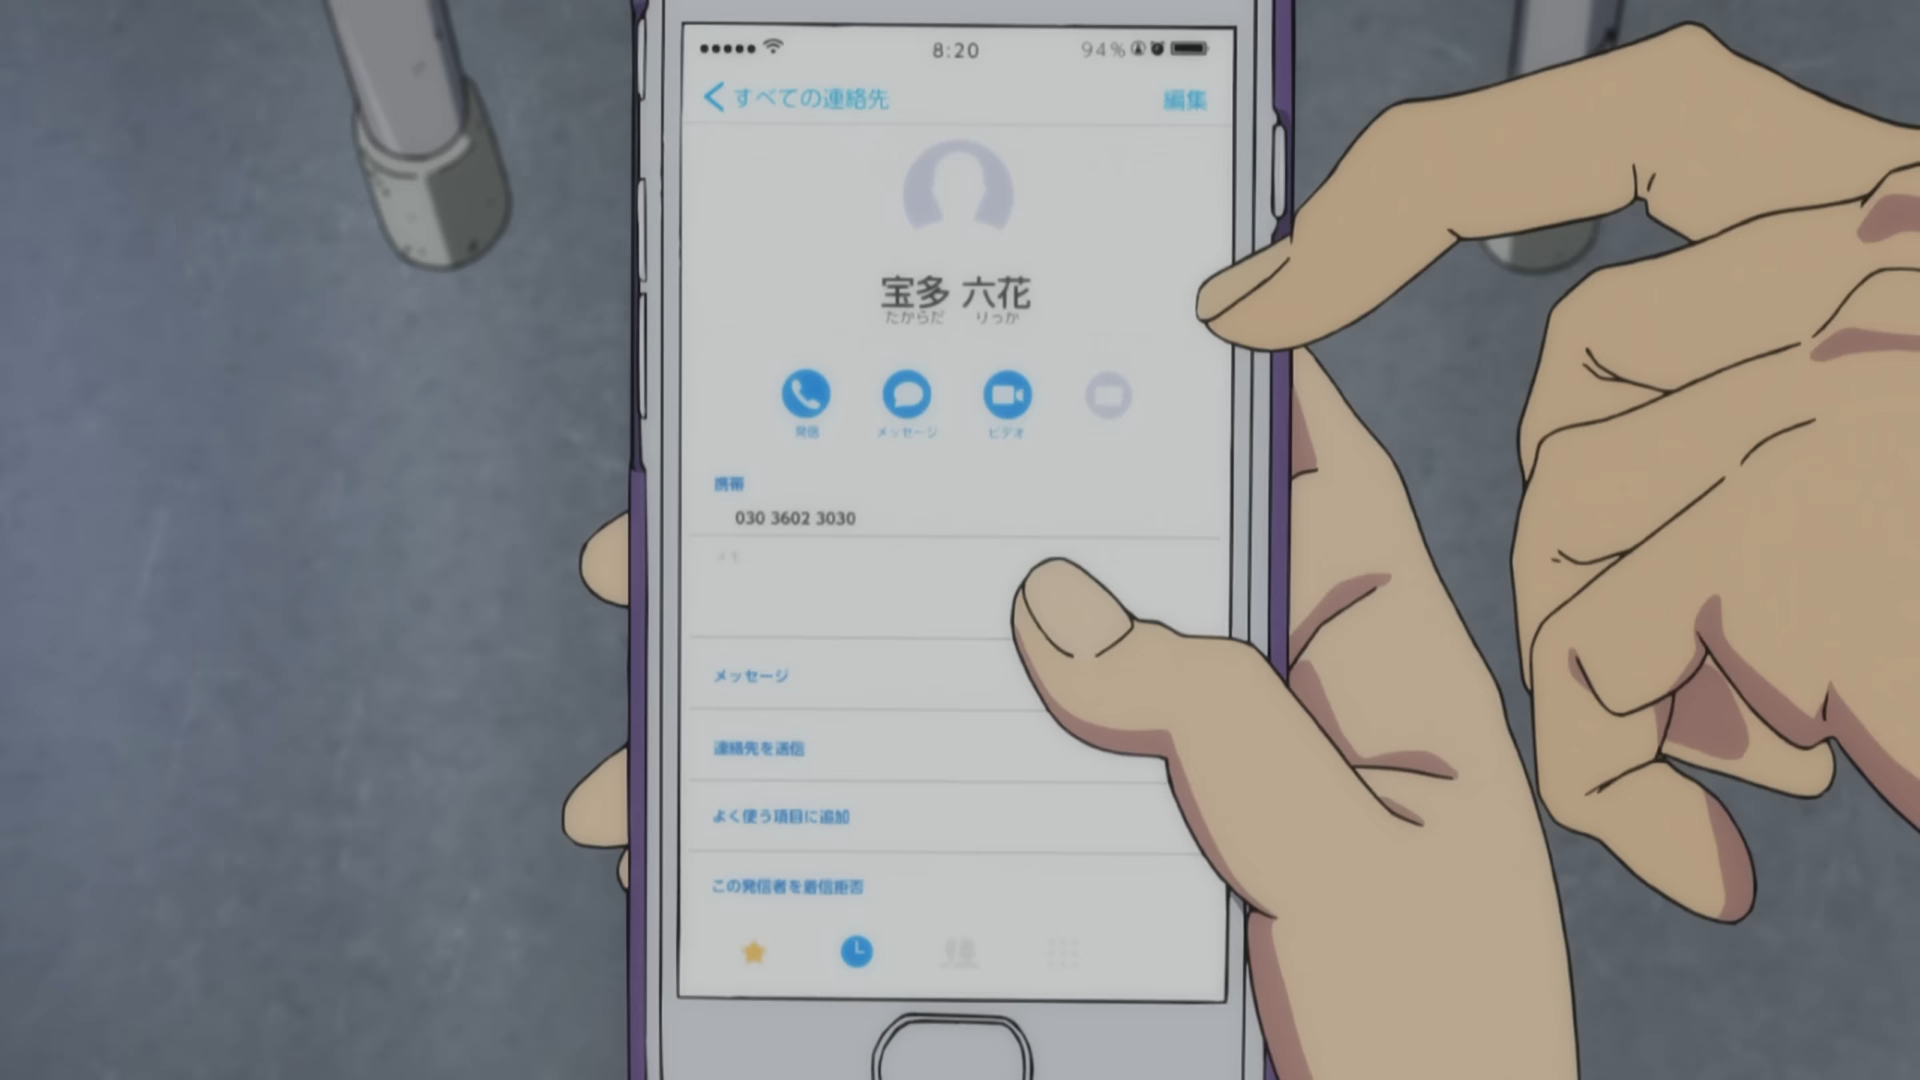 8:20 94%
すべての連絡先 編集
宝多 六花
たからだ りっか
発信 メッセージ ビデオ
携帯
030 3602 3030
メモ
メッセージ
連絡先を送信
よく使う項目に追加
この発信者を着信拒否